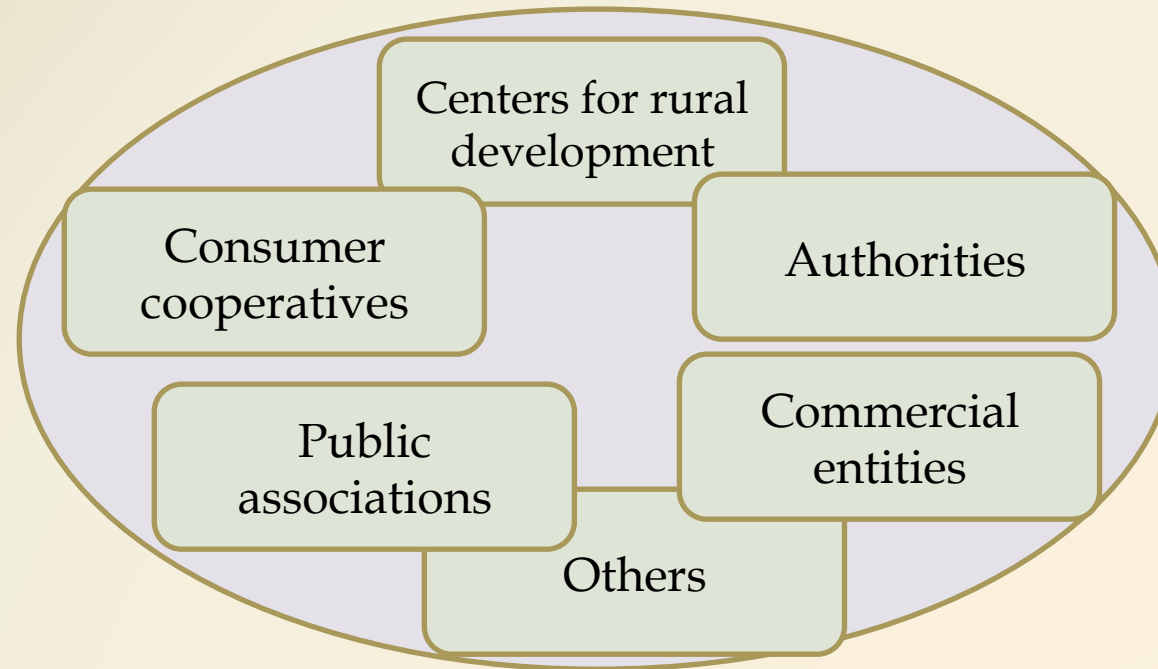 Centers for rural
development
Consumer
cooperatives
Authorities
Public
associations
Commercial
entities
Others